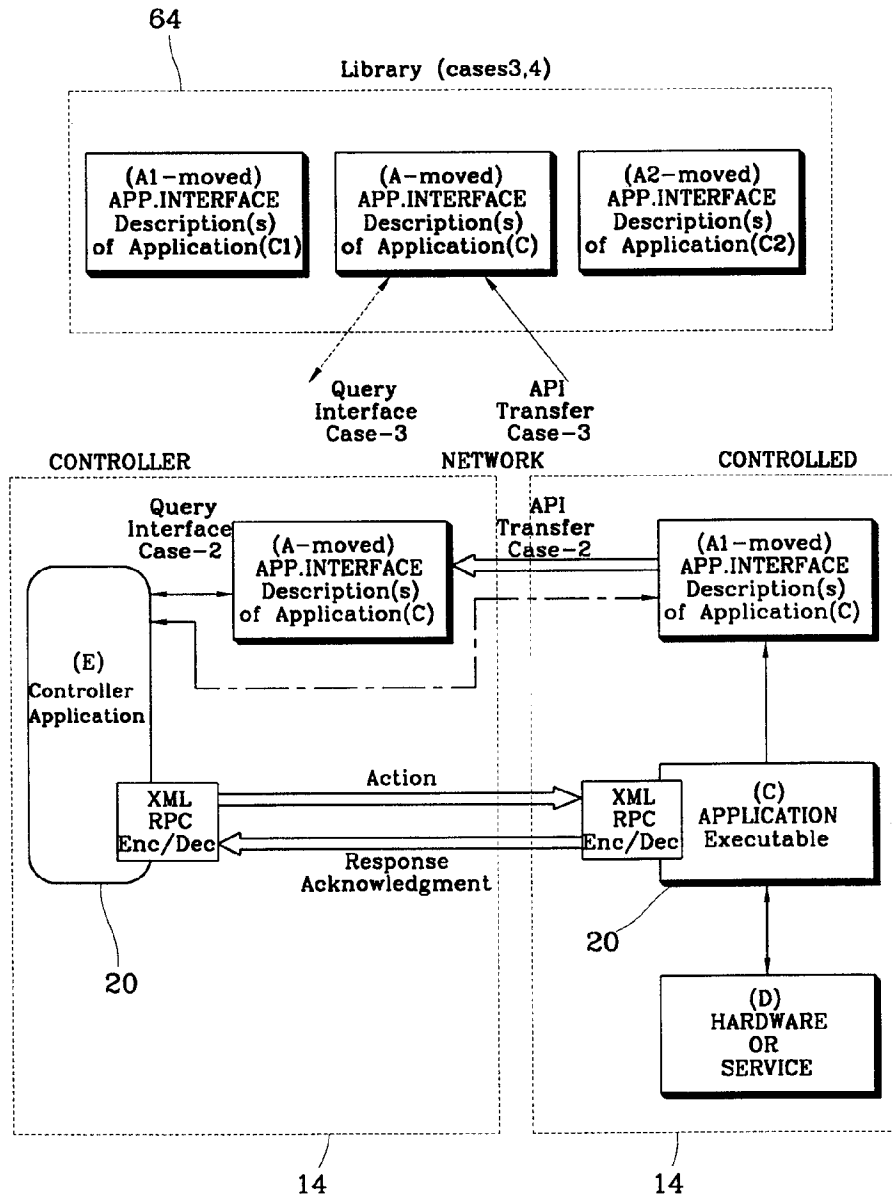 64
Library (cases3,4)
(A1-moved)
APP.INTERFACE
Description(s)
of Application(C1)
(A-moved)
APP.INTERFACE
Description(s)
of Application(C)
(A2-moved)
APP.INTERFACE
Description(s)
of Application(C2)
Query
Interface
Case-3
API
Transfer
Case-3
CONTROLLER
NETWORK
CONTROLLED
Query
Interface
Case-2
(A-moved)
APP.INTERFACE
Description(s)
of Application(C)
API
Transfer
Case-2
(A1-moved)
APP.INTERFACE
Description(s)
of Application(C)
(E)
Controller
Application
XML
RPC
Enc/Dec
Action
Response
Acknowledgment
XML
RPC
Enc/Dec
(C)
APPLICATION
Executable
20
20
(D)
HARDWARE
OR
SERVICE
14
14